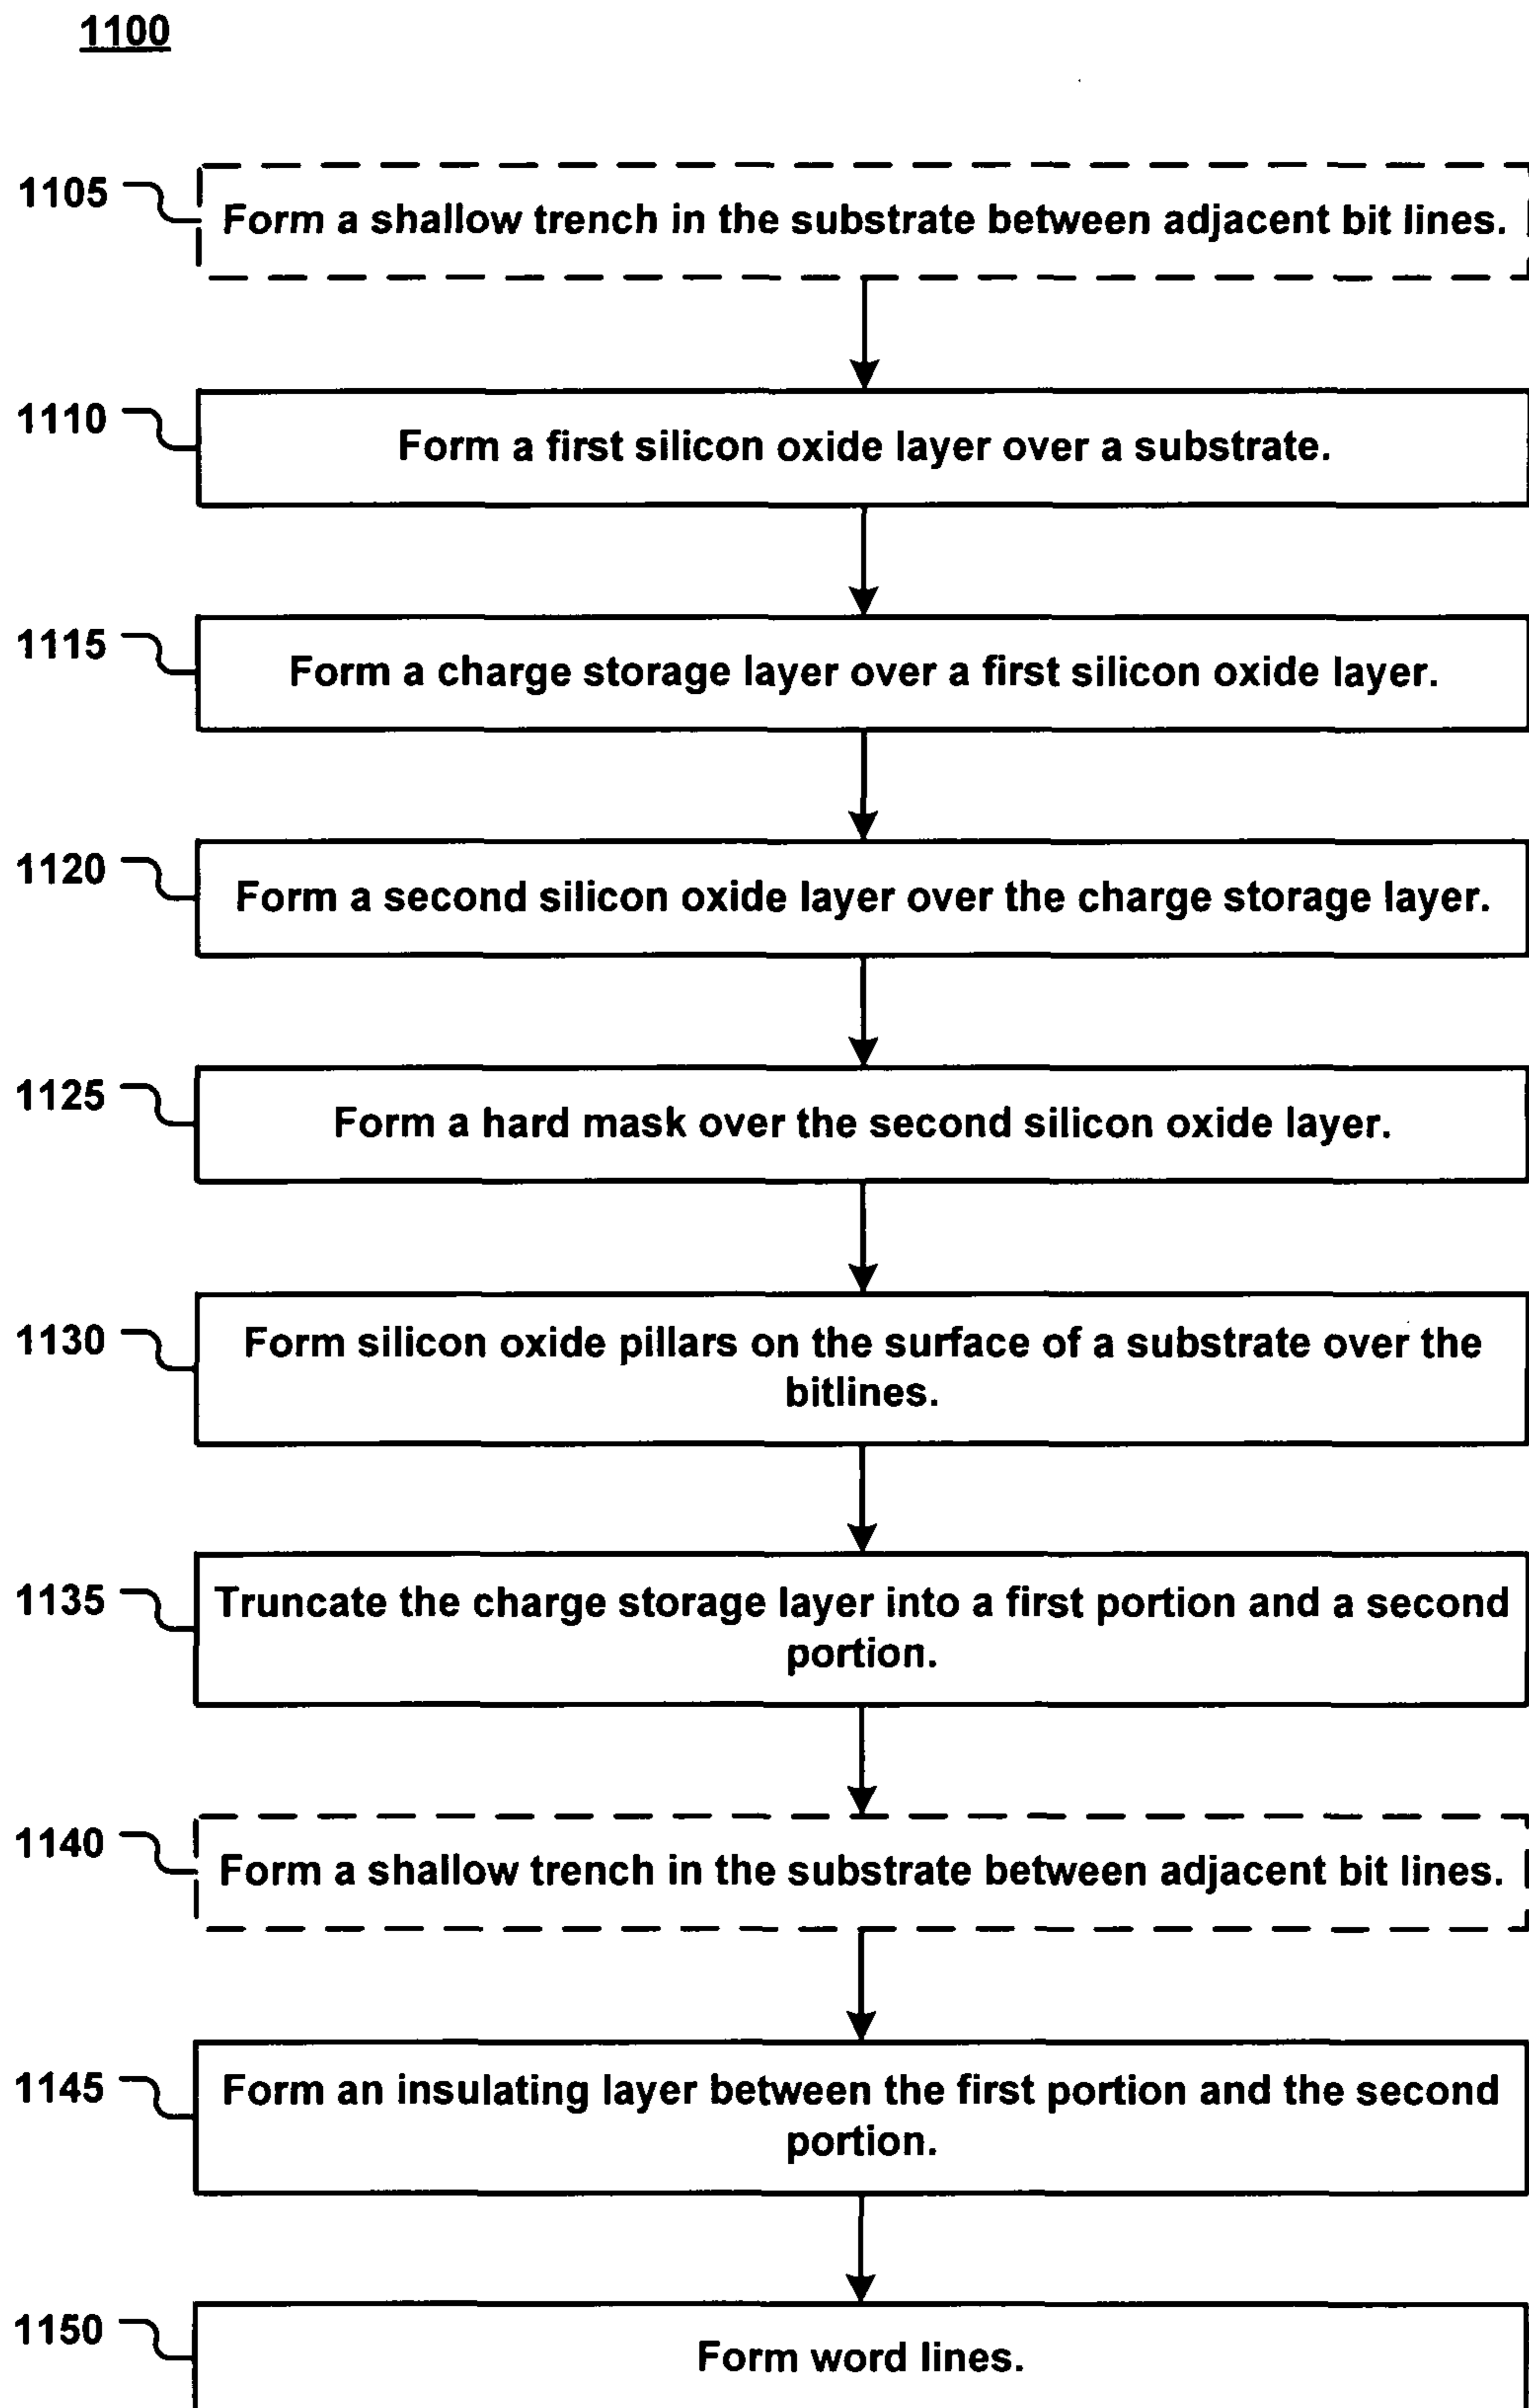 1100
1105
Form a shallow trench in the substrate between adjacent bit lines.
1110
Form a first silicon oxide layer over a substrate.
1115
Form a charge storage layer over a first silicon oxide layer.
1120
Form a second silicon oxide layer over the charge storage layer.
1125
Form a hard mask over the second silicon oxide layer.
1130
Form silicon oxide pillars on the surface of a substrate over the
bitlines.
1135
Truncate the charge storage layer into a first portion and a second
portion.
1140
Form a shallow trench in the substrate between adjacent bit lines.
1145
Form an insulating layer between the first portion and the second
portion.
1150
Form word lines.